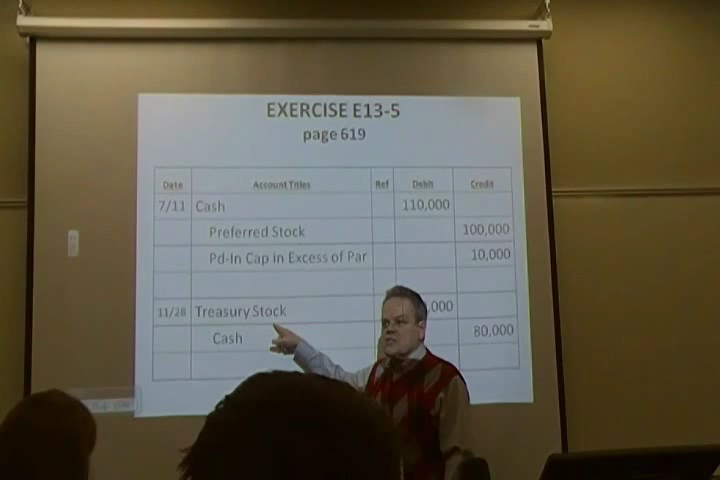 EXERCISE E13-5
page 619
Date Account Titles Ref Debit Credit
7/11 Cash 110,000
Preferred Stock 100,000
Pd-In Cap in Excess of Par 10,000
11/28 Treasury Stock ,000
Cash 80,000